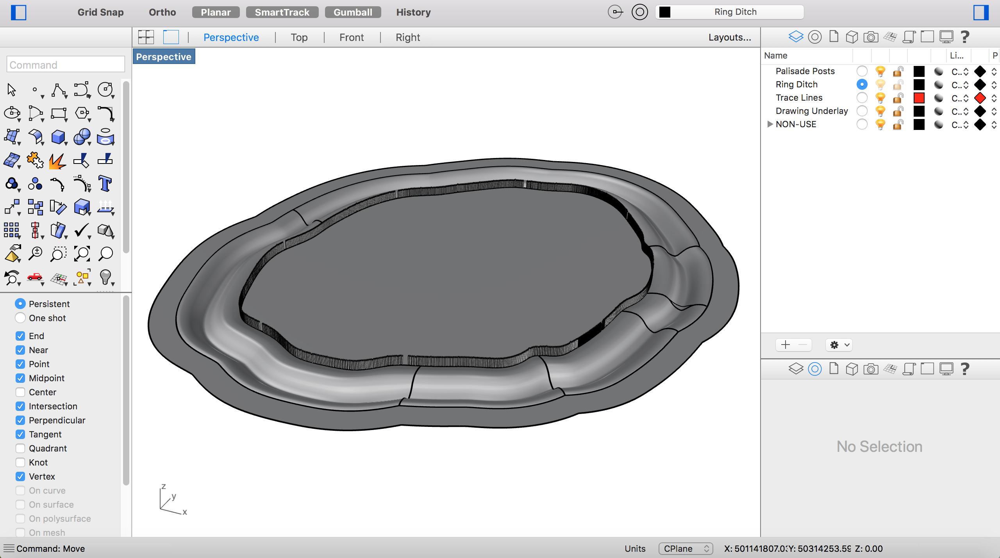 Grid Snap Ortho Planar SmartTrack Gumball History Ring Ditch
Perspective Top Front Right Layouts...
Perspective
Command
Name Li... P
Palisade Posts C..
Ring Ditch C..
Trace Lines C..
Drawing Underlay C..
NON-USE C..
Persistent
One shot
End
Near
Point
Midpoint
Center
Intersection
Perpendicular
Tangent
Quadrant
Knot
Vertex
On curve
On surface
On polysurface
On mesh
No Selection
z
y
x
Command: Move Units CPlane X: 501141807.0 Y: 50314253.59 Z: 0.00